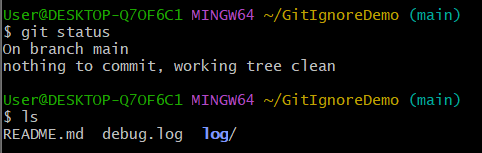 User@DESKTOP-Q7OF6C1 MINGW64 ~/GitIgnoreDemo (main)
$ git status
On branch main
nothing to commit, working tree clean
User@DESKTOP-Q7OF6C1 MINGW64 ~/GitIgnoreDemo (main)
$ ls
README.md  debug.log  log/